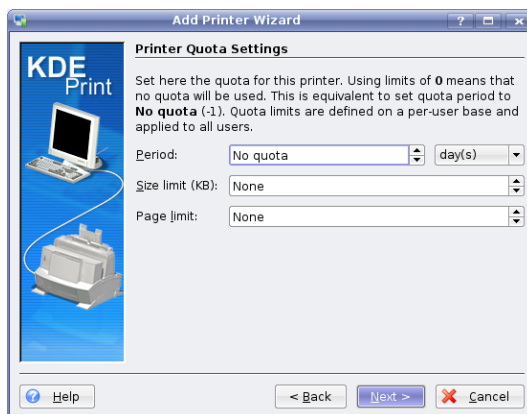 Add Printer Wizard
?
KDE
Print
Printer Quota Settings
Set here the quota for this printer. Using limits of 0 means that
no quota will be used. This is equivalent to set quota period to
No quota (-1). Quota limits are defined on a per-user base and
applied to all users.
Period: No quota day(s)
Size limit (KB): None
Page limit: None
? Help < Back Next > Cancel